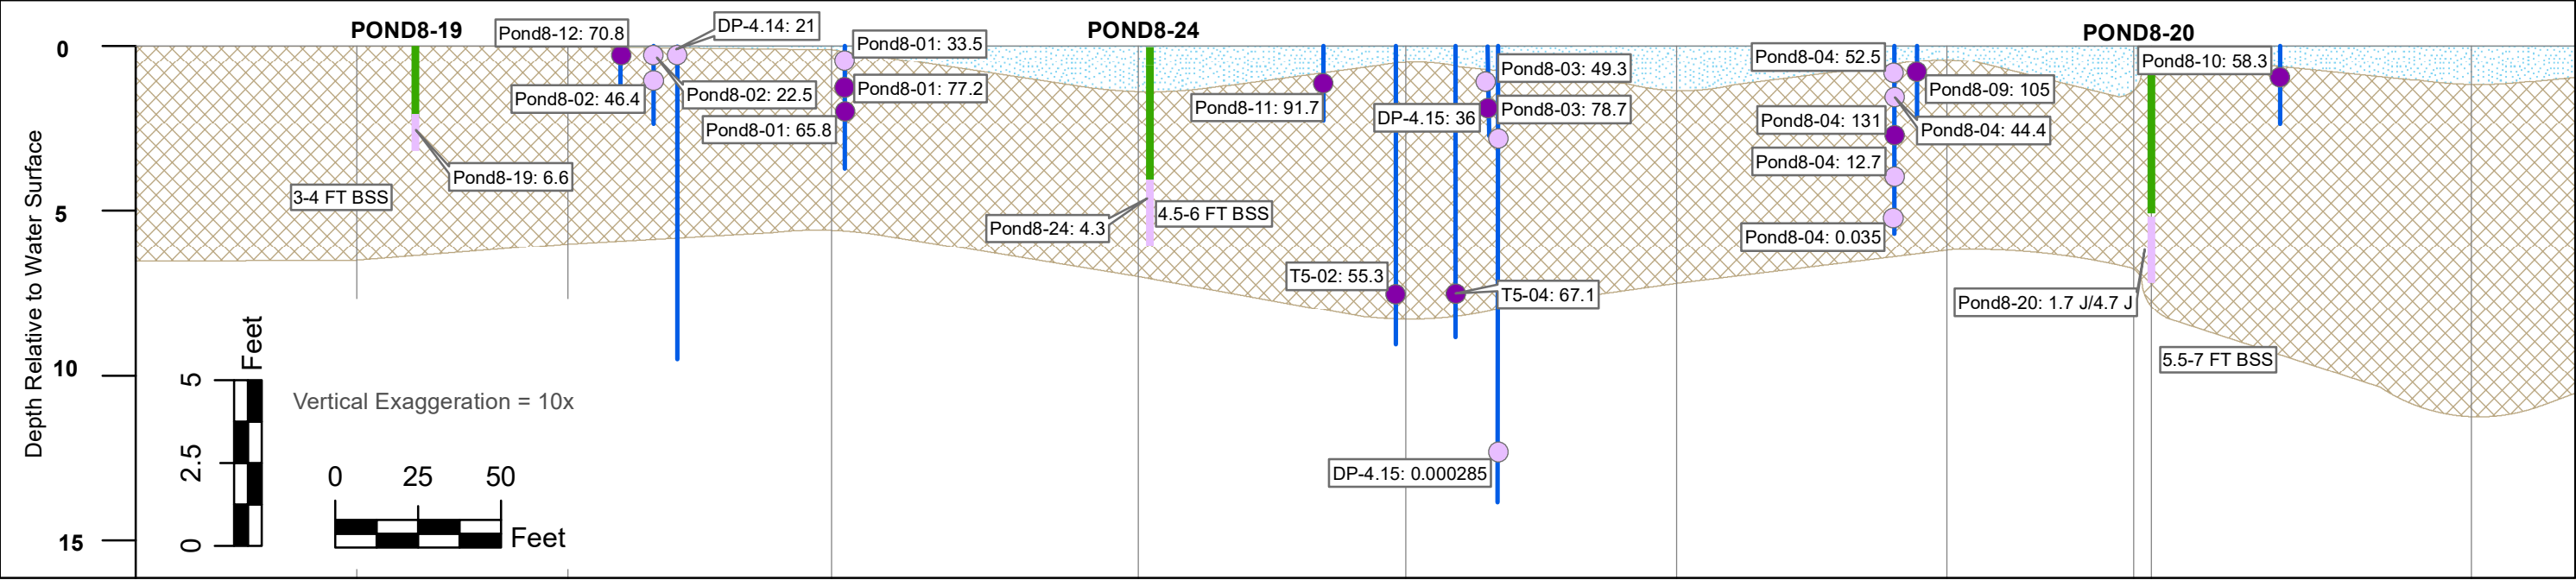 POND8-19
POND8-24
POND8-20
Pond8-12: 70.8
DP-4.14: 21
Pond8-01: 33.5
Pond8-02: 46.4
Pond8-02: 22.5
Pond8-01: 77.2
Pond8-01: 65.8
Pond8-19: 6.6
3-4 FT BSS
Pond8-24: 4.3
4.5-6 FT BSS
Pond8-11: 91.7
DP-4.15: 36
Pond8-03: 49.3
Pond8-03: 78.7
T5-02: 55.3
T5-04: 67.1
DP-4.15: 0.000285
Pond8-04: 52.5
Pond8-09: 105
Pond8-04: 131
Pond8-04: 44.4
Pond8-04: 12.7
Pond8-04: 0.035
Pond8-10: 58.3
Pond8-20: 1.7 J/4.7 J
5.5-7 FT BSS
Depth Relative to Water Surface
0
5
10
15
Feet
5
2.5
0
Vertical Exaggeration = 10x
0 25 50
Feet